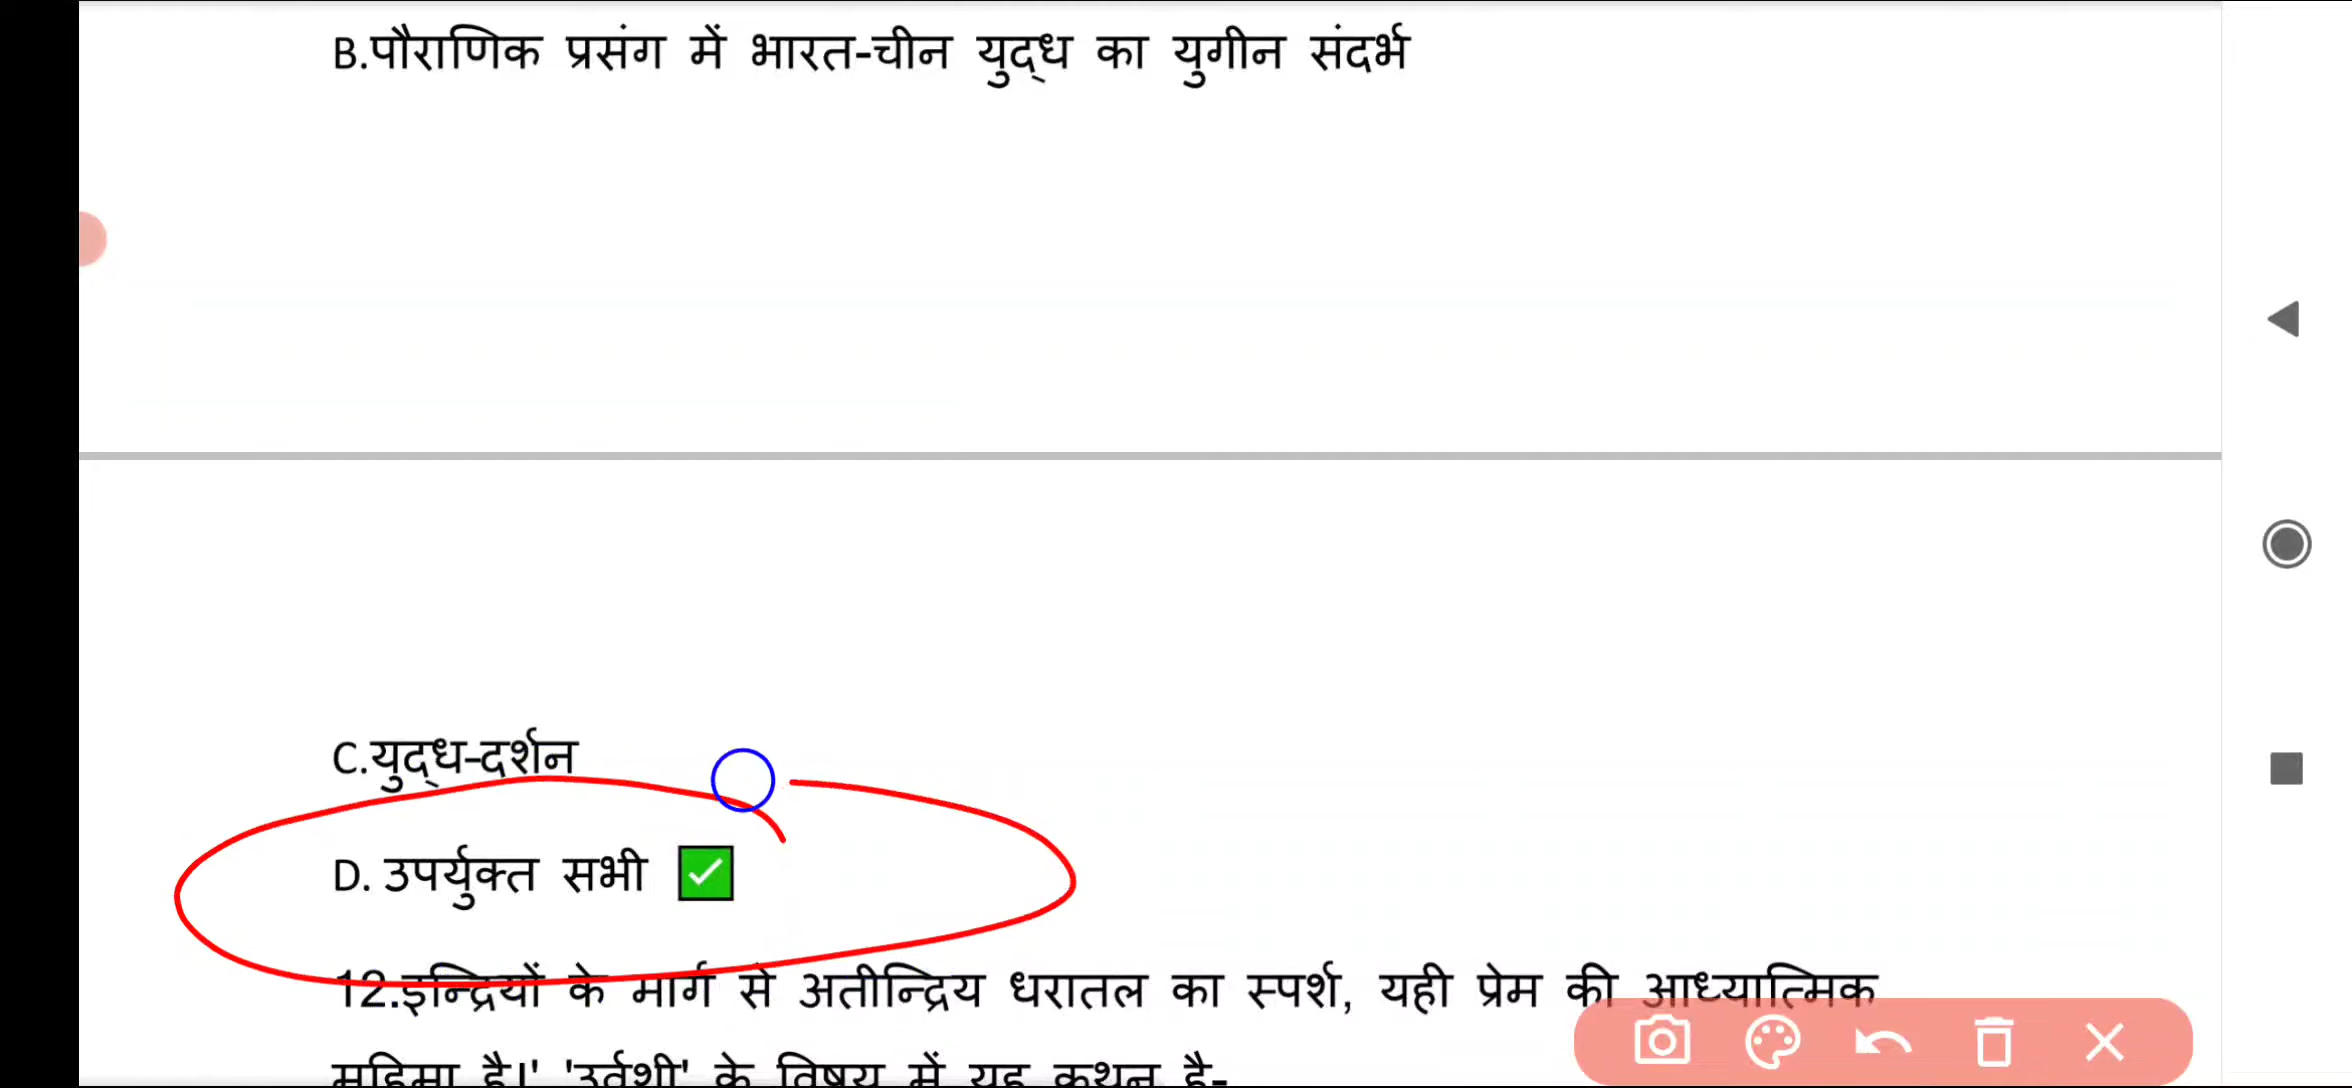 B.पौराणिक प्रसंग में भारत-चीन युद्ध का युगीन संदर्भ
C.युद्ध-दर्शन
D. उपर्युक्त सभी
12.इन्द्रियों के मार्ग से अतीन्द्रिय धरातल का स्पर्श, यही प्रेम की आध्यात्मिक
महिमा है।' 'उर्वशी' के विषय में यह कथन है-